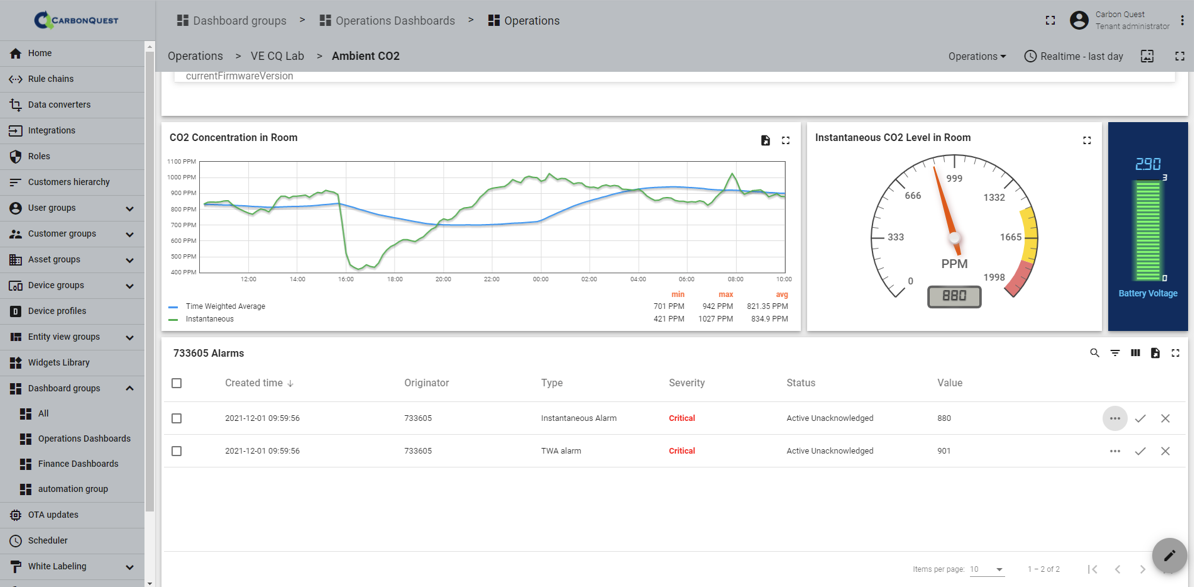 CARBONQUEST
Dashboard groups > Operations Dashboards > Operations
Carbon Quest
Tenant administrator
Operations > VE CQ Lab > Ambient CO2
Operations
Realtime - last day
Home
Rule chains
Data converters
Integrations
Roles
Customers hierarchy
User groups
Customer groups
Asset groups
Device groups
Device profiles
Entity view groups
Widgets Library
Dashboard groups
All
Operations Dashboards
Finance Dashboards
automation group
OTA updates
Scheduler
White Labeling
currentFirmwareVersion
CO2 Concentration in Room
1100 PPM
1000 PPM
900 PPM
800 PPM
700 PPM
600 PPM
500 PPM
400 PPM
12:00 14:00 16:00 18:00 20:00 22:00 00:00 02:00 04:00 06:00 08:00 10:00
min max avg
Time Weighted Average 701 PPM 942 PPM 821.35 PPM
Instantaneous 421 PPM 1027 PPM 834.9 PPM
Instantaneous CO2 Level in Room
0
333
666
999
1332
1665
1998
PPM
880
290
3
0
Battery Voltage
733605 Alarms
Created time ↓ Originator Type Severity Status Value
2021-12-01 09:59:56 733605 Instantaneous Alarm Critical Active Unacknowledged 880
2021-12-01 09:59:56 733605 TWA alarm Critical Active Unacknowledged 901
Items per page: 10 1 – 2 of 2